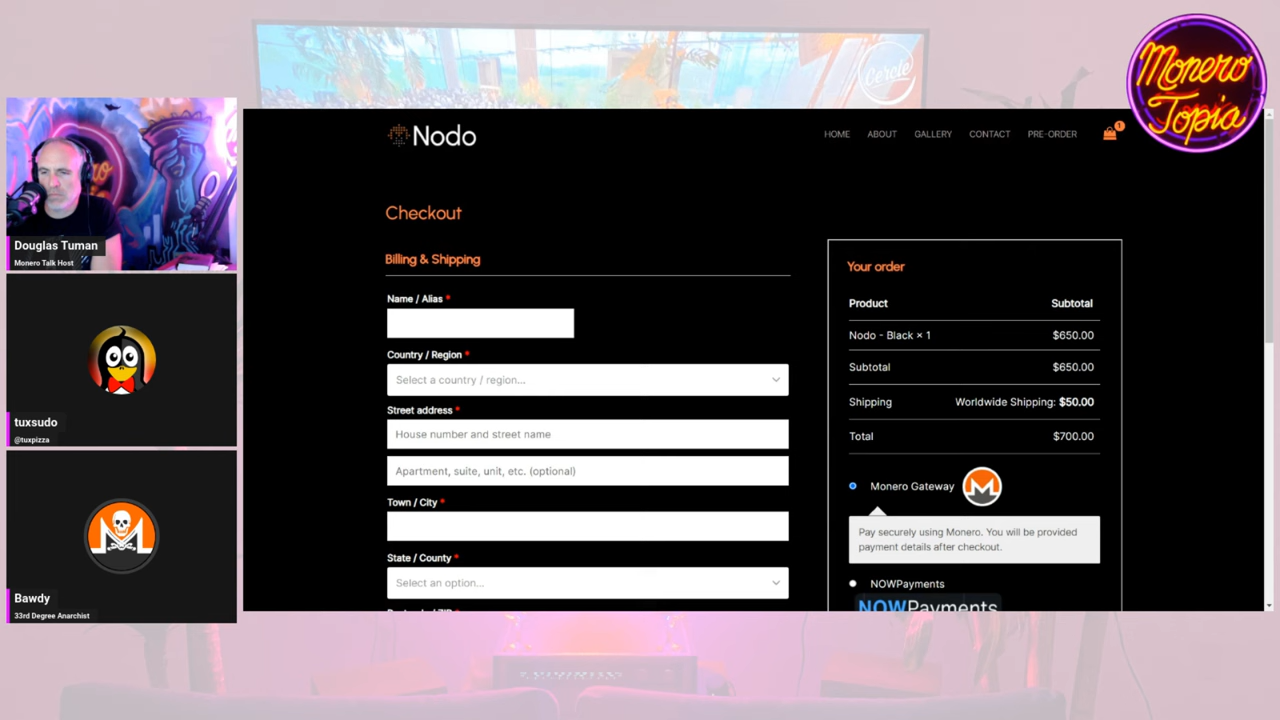 Cercle
Monero
Topia
Nodo
HOME
ABOUT
GALLERY
CONTACT
PRE-ORDER
1
Checkout
Billing & Shipping
Name / Alias *
Country / Region *
Select a country / region...
Street address *
House number and street name
Apartment, suite, unit, etc. (optional)
Town / City *
State / County *
Select an option...
Your order
Product Subtotal
Nodo - Black × 1 $650.00
Subtotal $650.00
Shipping Worldwide Shipping: $50.00
Total $700.00
Monero Gateway
Pay securely using Monero. You will be provided
payment details after checkout.
NOWPayments
NOWPayments
Douglas Tuman
Monero Talk Host
tuxsudo
@tuxpizza
Bawdy
33rd Degree Anarchist